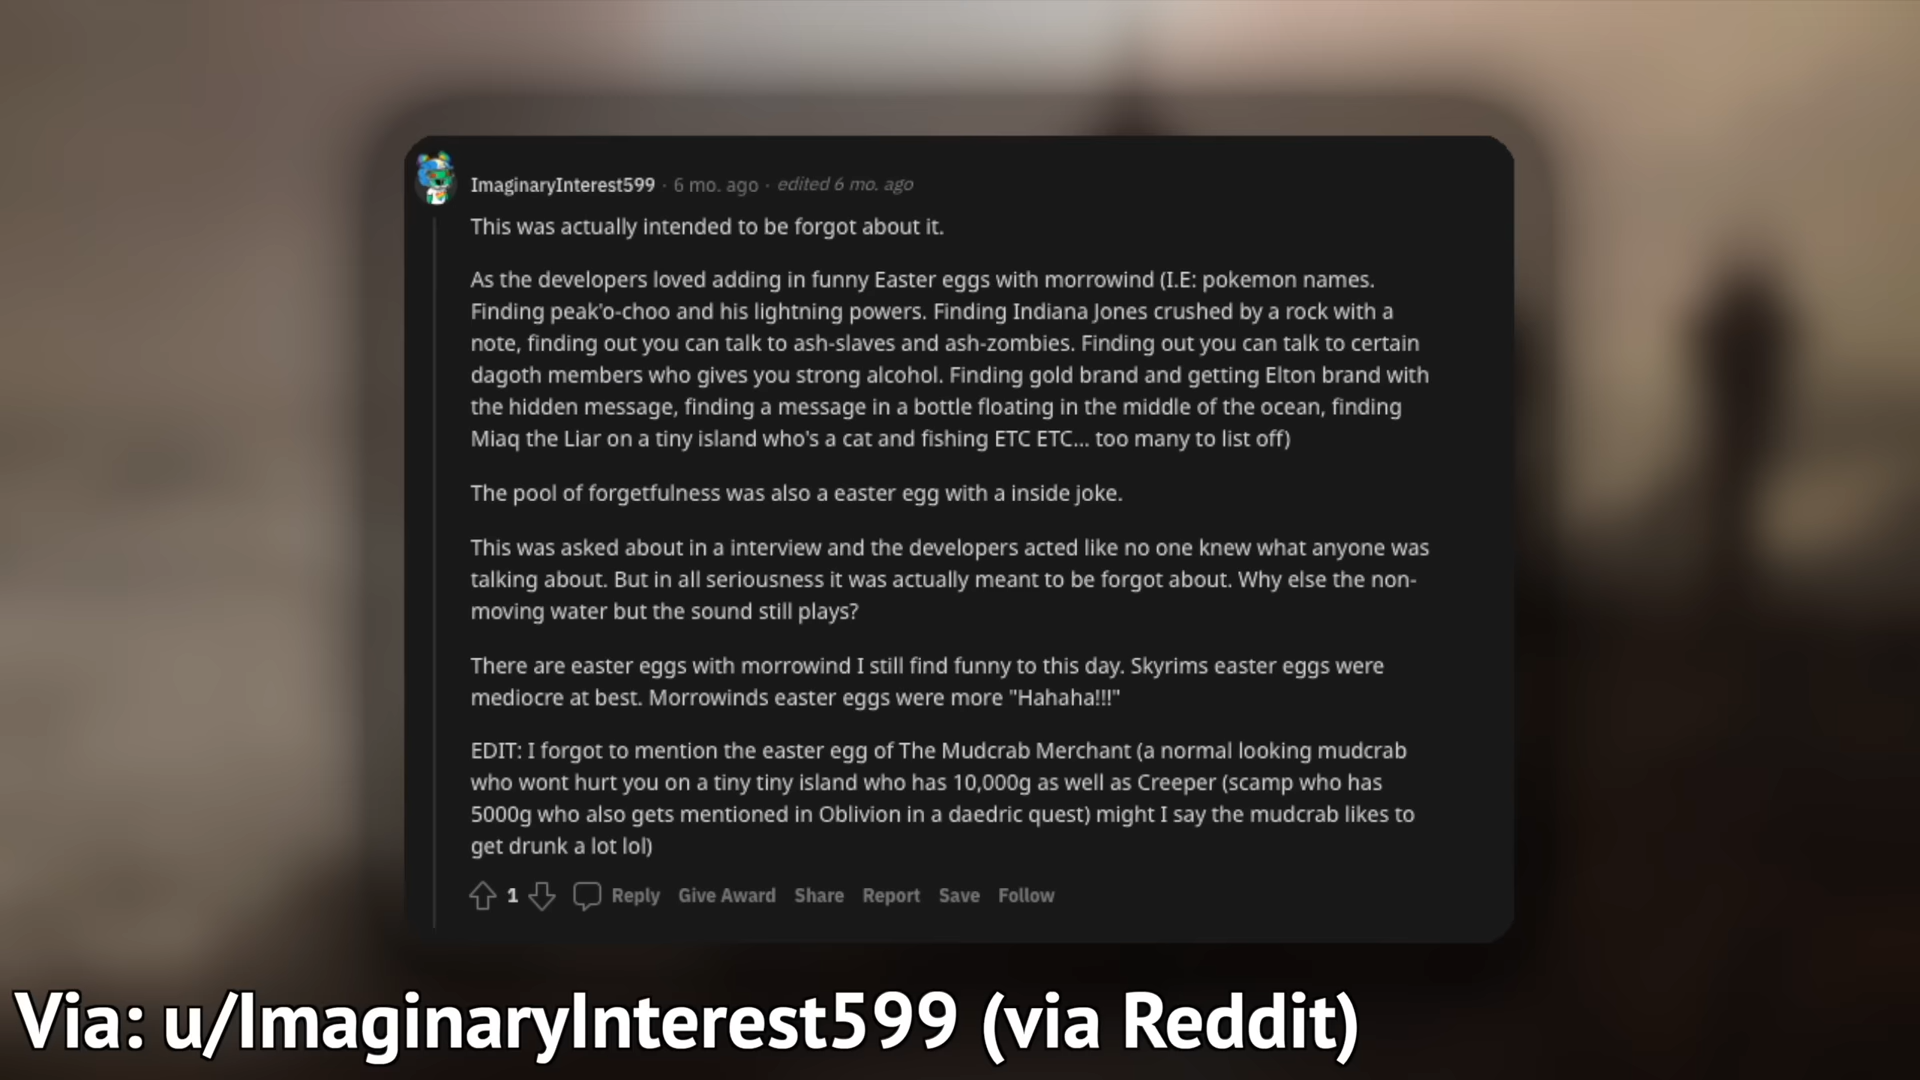 ImaginaryInterest599 · 6 mo. ago · edited 6 mo. ago
This was actually intended to be forgot about it.
As the developers loved adding in funny Easter eggs with morrowind (I.E: pokemon names.
Finding peak'o-choo and his lightning powers. Finding Indiana Jones crushed by a rock with a
note, finding out you can talk to ash-slaves and ash-zombies. Finding out you can talk to certain
dagoth members who gives you strong alcohol. Finding gold brand and getting Elton brand with
the hidden message, finding a message in a bottle floating in the middle of the ocean, finding
Miaq the Liar on a tiny island who's a cat and fishing ETC ETC... too many to list off)
The pool of forgetfulness was also a easter egg with a inside joke.
This was asked about in a interview and the developers acted like no one knew what anyone was
talking about. But in all seriousness it was actually meant to be forgot about. Why else the non-
moving water but the sound still plays?
There are easter eggs with morrowind I still find funny to this day. Skyrims easter eggs were
mediocre at best. Morrowinds easter eggs were more "Hahaha!!!"
EDIT: I forgot to mention the easter egg of The Mudcrab Merchant (a normal looking mudcrab
who wont hurt you on a tiny tiny island who has 10,000g as well as Creeper (scamp who has
5000g who also gets mentioned in Oblivion in a daedric quest) might I say the mudcrab likes to
get drunk a lot lol)
1 Reply Give Award Share Report Save Follow
Via: u/ImaginaryInterest599 (via Reddit)